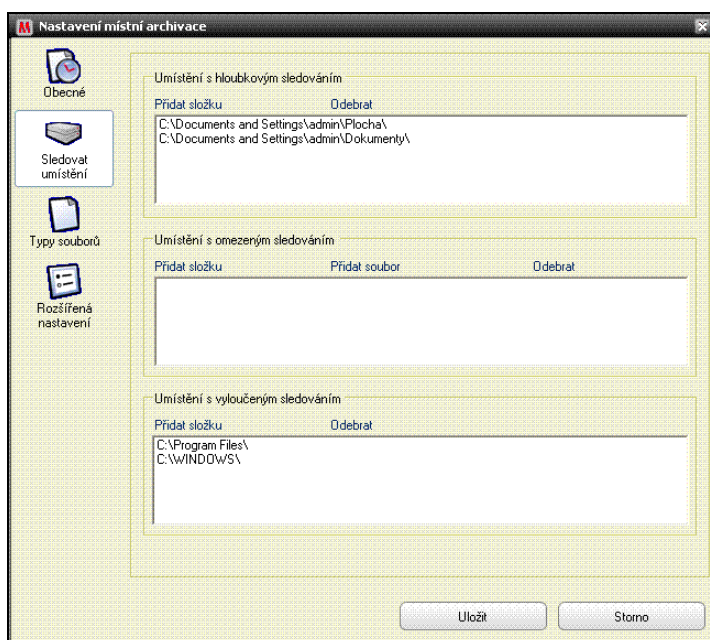 Nastavení místní archivace
Obecné
Sledovat
umístění
Typy souborů
Rozšířená
nastavení
Umístění s hloubkovým sledováním
Přidat složku Odebrat
C:\Documents and Settings\admin\Plocha\
C:\Documents and Settings\admin\Dokumenty\
Umístění s omezeným sledováním
Přidat složku Přidat soubor Odebrat
Umístění s vyloučeným sledováním
Přidat složku Odebrat
C:\Program Files\
C:\WINDOWS\
Uložit Storno